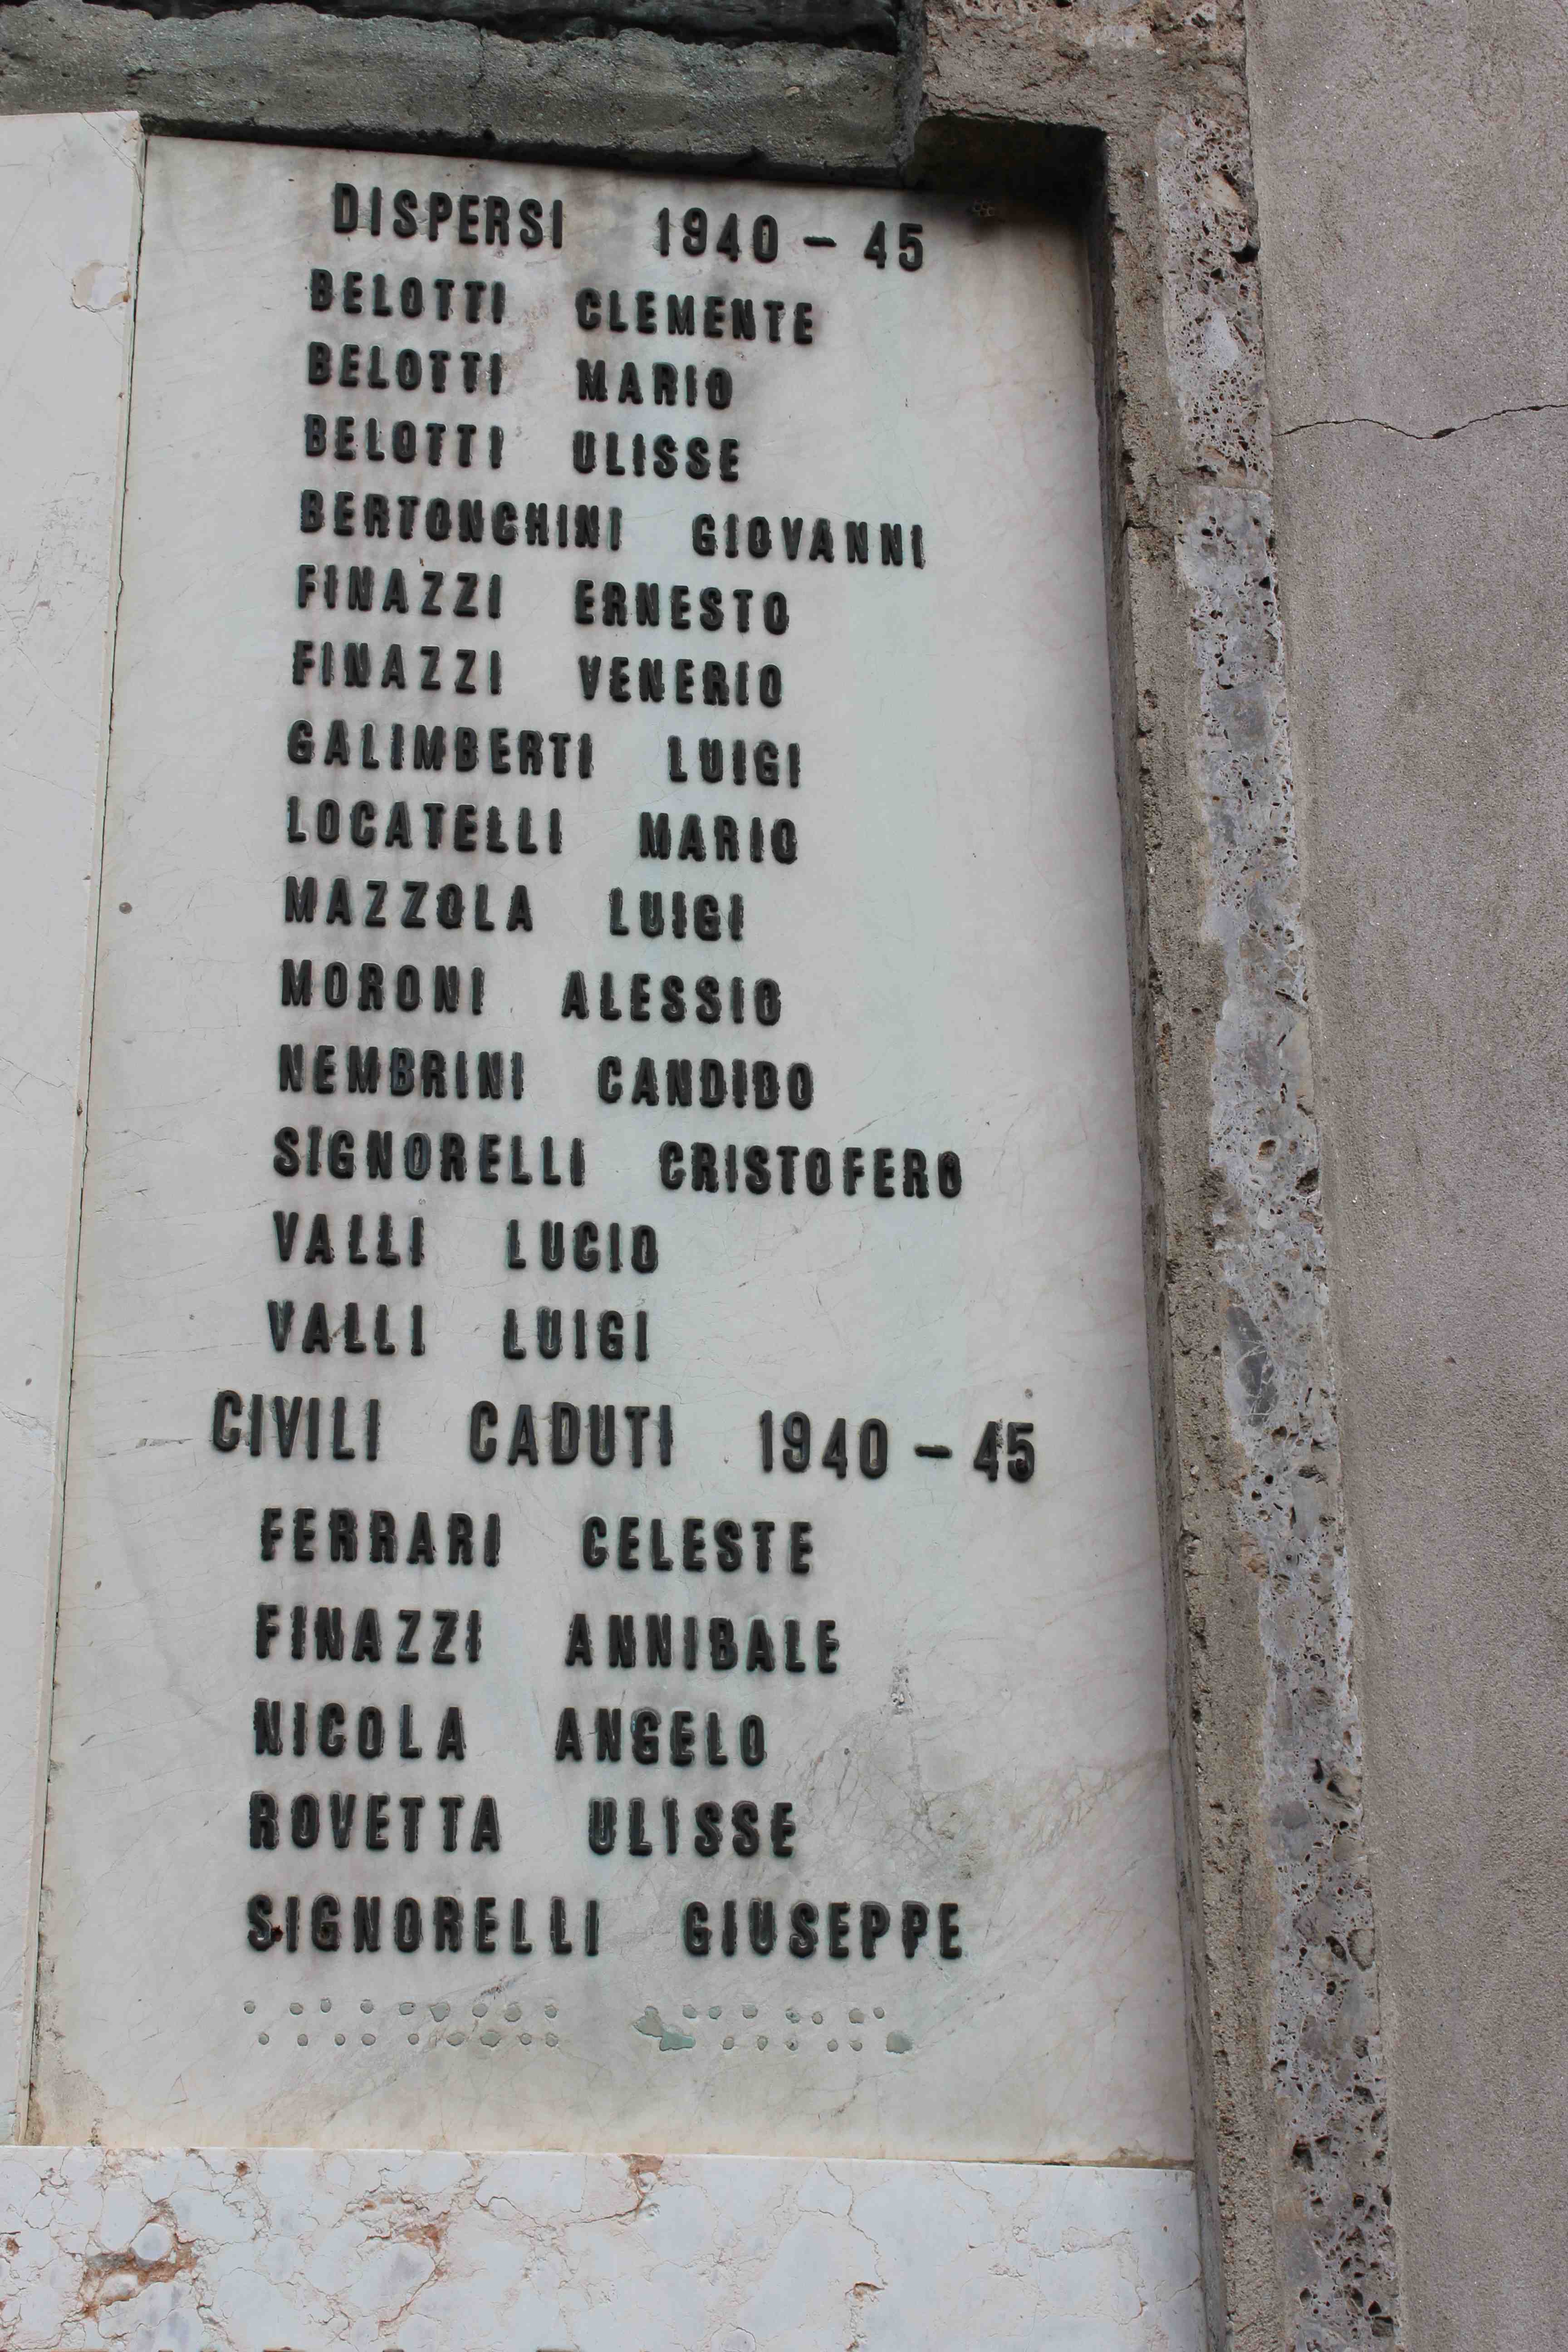 DISPERSI 1940 - 45
BELOTTI CLEMENTE
BELOTTI MARIO
BELOTTI ULISSE
BERTONCHINI GIOVANNI
FINAZZI ERNESTO
FINAZZI VENERIO
GALIMBERTI LUIGI
LOCATELLI MARIO
MAZZOLA LUIGI
MORONI ALESSIO
NEMBRINI CANDIDO
SIGNORELLI CRISTOFERO
VALLI LUCIO
VALLI LUIGI
CIVILI CADUTI 1940 - 45
FERRARI CELESTE
FINAZZI ANNIBALE
NICOLA ANGELO
ROVETTA ULISSE
SIGNORELLI GIUSEPPE